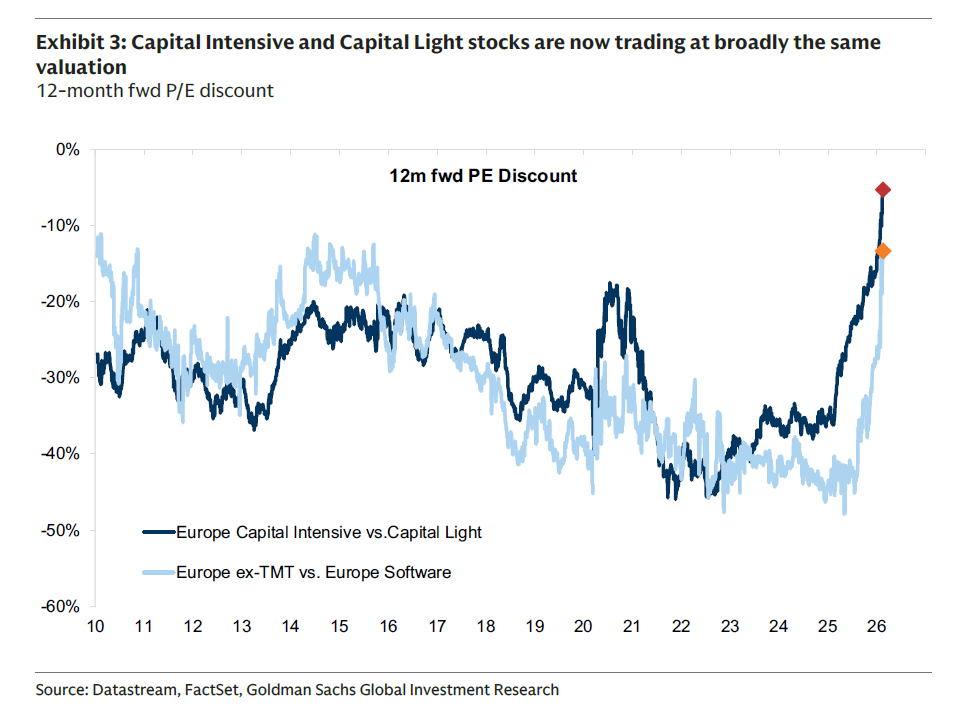 Exhibit 3: Capital Intensive and Capital Light stocks are now trading at broadly the same
valuation
12-month fwd P/E discount
12m fwd PE Discount
0%
-10%
-20%
-30%
-40%
-50%
-60%
Europe Capital Intensive vs.Capital Light
Europe ex-TMT vs. Europe Software
10 11 12 13 14 15 16 17 18 19 20 21 22 23 24 25 26
Source: Datastream, FactSet, Goldman Sachs Global Investment Research